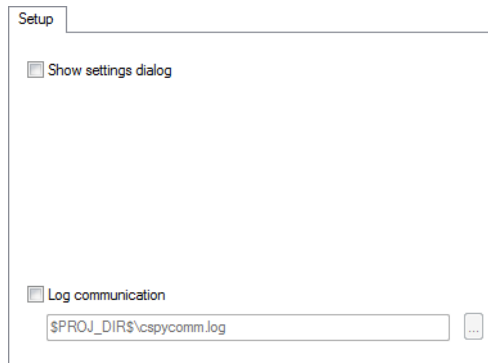 Setup
Show settings dialog
Log communication
$PROJ_DIR$\cspycomm.log
...